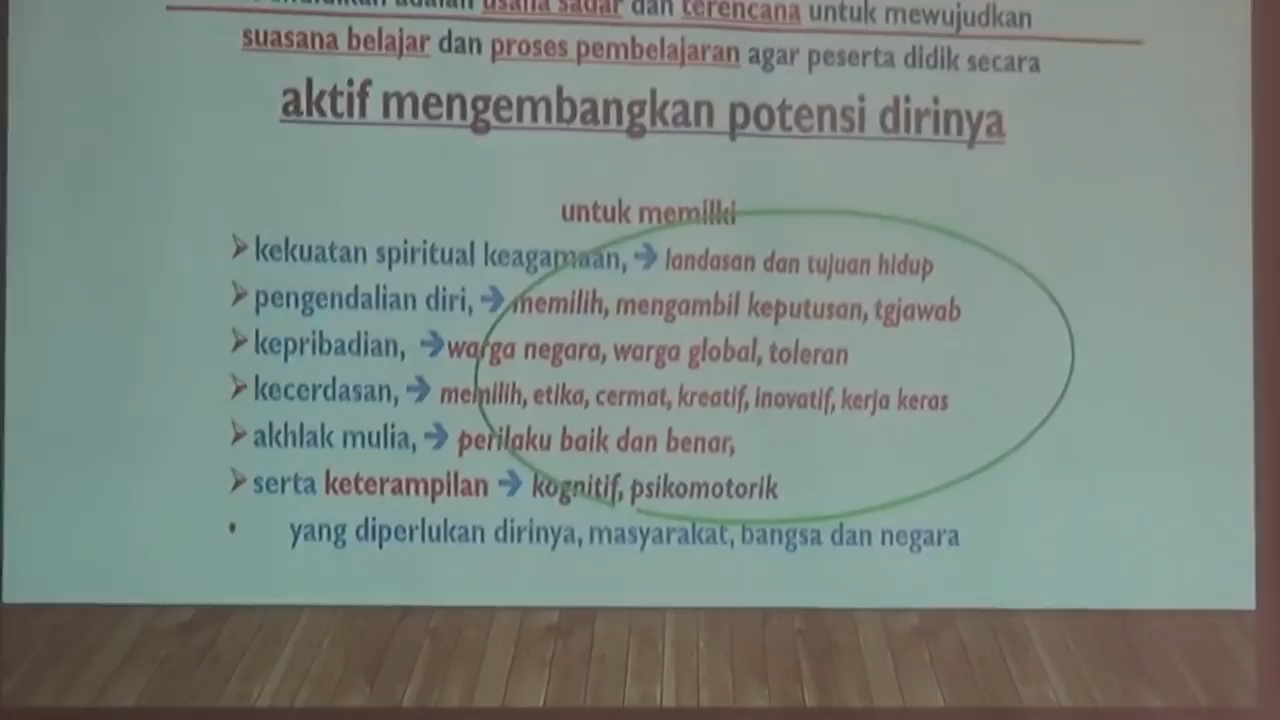 adalah usaha sadar dan terencana untuk mewujudkan
suasana belajar dan proses pembelajaran agar peserta didik secara
aktif mengembangkan potensi dirinya
untuk memilki
➢ kekuatan spiritual keagamaan, ➔ landasan dan tujuan hidup
➢ pengendalian diri, ➔ memilih, mengambil keputusan, tgjawab
➢ kepribadian, ➔ warga negara, warga global, toleran
➢ kecerdasan, ➔ memilih, etika, cermat, kreatif, inovatif, kerja keras
➢ akhlak mulia, ➔ perilaku baik dan benar,
➢ serta keterampilan ➔ kognitif, psikomotorik
• yang diperlukan dirinya, masyarakat, bangsa dan negara